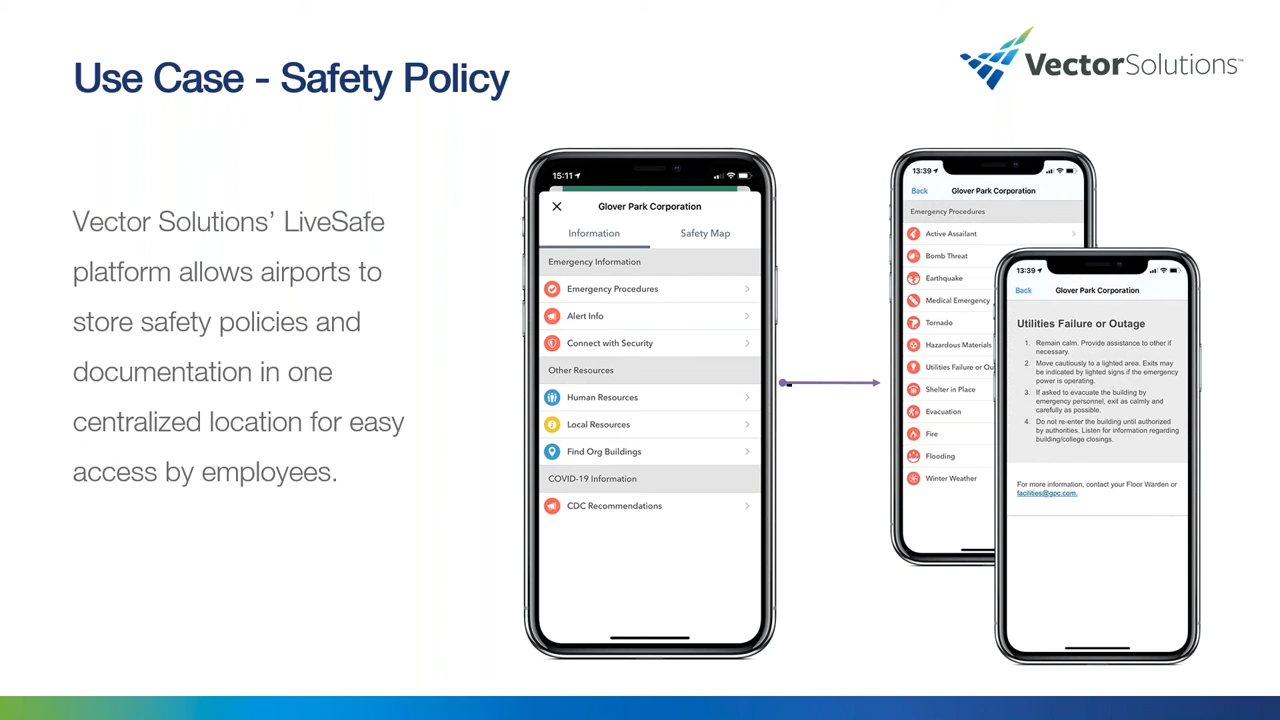 Use Case - Safety Policy
VectorSolutions™
Vector Solutions’ LiveSafe
platform allows airports to
store safety policies and
documentation in one
centralized location for easy
access by employees.
15:11
Glover Park Corporation
Information
Safety Map
Emergency Information
Emergency Procedures
Alert Info
Connect with Security
Other Resources
Human Resources
Local Resources
Find Org Buildings
COVID-19 Information
CDC Recommendations
13:39
Back
Glover Park Corporation
Emergency Procedures
Active Assailant
Bomb Threat
Earthquake
Medical Emergency
Tornado
Hazardous Materials
Utilities Failure or Ou
Shelter in Place
Evacuation
Fire
Flooding
Winter Weather
13:39
Back
Glover Park Corporation
Utilities Failure or Outage
1. Remain calm. Provide assistance to other if
necessary.
2. Move cautiously to a lighted area. Exits may
be indicated by lighted signs if the emergency
power is operating.
3. If asked to evacuate the building by
emergency personnel, exit as calmly and
carefully as possible.
4. Do not re-enter the building until authorized
by authorities. Listen for information regarding
building/college closings.
For more information, contact your Floor Warden or
facilities@gpc.com.